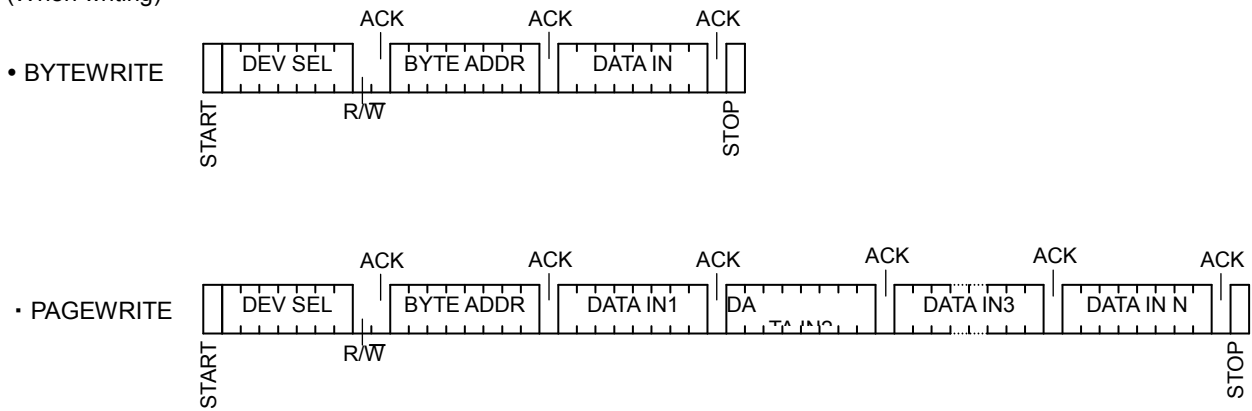 ACK ACK ACK
• BYTEWRITE
DEV SEL BYTE ADDR DATA IN
R/W̅
START STOP
ACK ACK ACK ACK ACK ACK
· PAGEWRITE
DEV SEL BYTE ADDR DATA IN1 DA DATA IN3 DATA IN N
R/W̅
START STOP